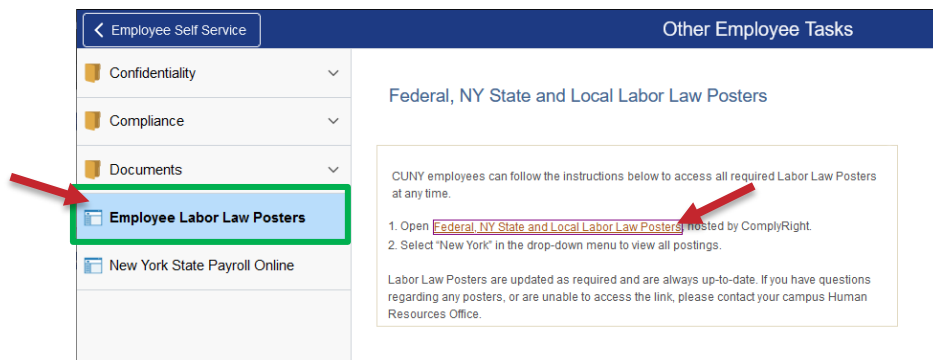 Employee Self Service
Other Employee Tasks
Confidentiality
Compliance
Documents
Employee Labor Law Posters
New York State Payroll Online
Federal, NY State and Local Labor Law Posters
CUNY employees can follow the instructions below to access all required Labor Law Posters
at any time.
1. Open Federal, NY State and Local Labor Law Posters, hosted by ComplyRight.
2. Select "New York" in the drop-down menu to view all postings.
Labor Law Posters are updated as required and are always up-to-date. If you have questions
regarding any posters, or are unable to access the link, please contact your campus Human
Resources Office.